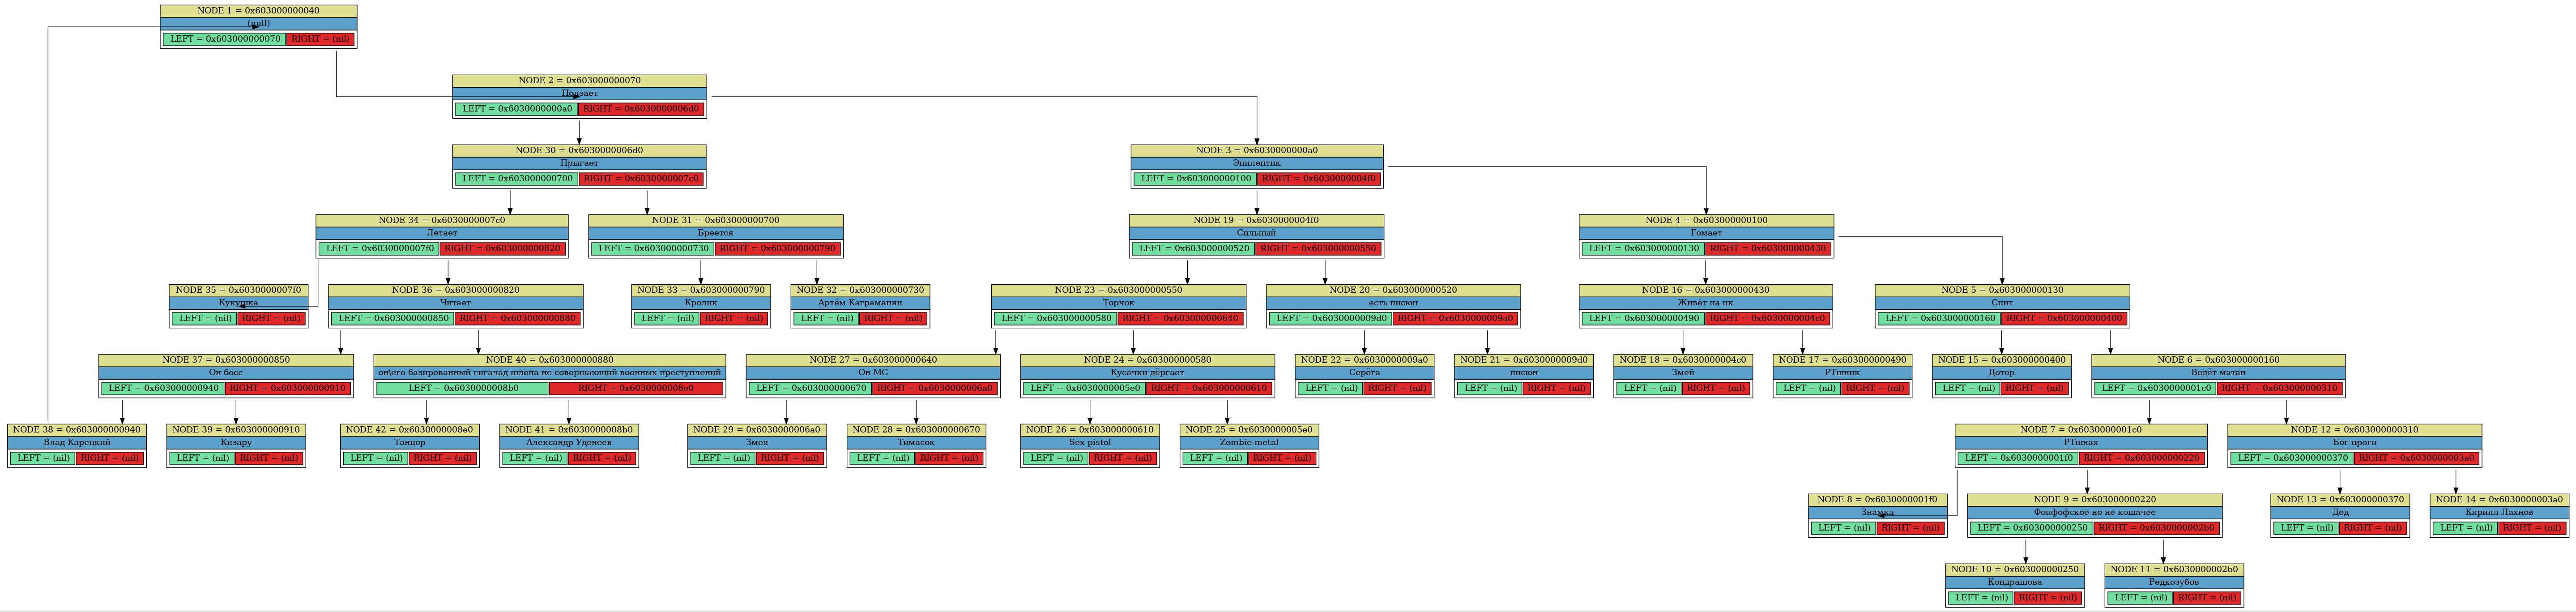 NODE 1 = 0x603000000040
(null)
LEFT = 0x603000000070 RIGHT = (nil)
NODE 2 = 0x603000000070
Ползает
LEFT = 0x6030000000a0 RIGHT = 0x6030000006d0
NODE 30 = 0x6030000006d0
Прыгает
LEFT = 0x603000000700 RIGHT = 0x6030000007c0
NODE 3 = 0x6030000000a0
Эпилептик
LEFT = 0x603000000100 RIGHT = 0x6030000004f0
NODE 34 = 0x6030000007c0
Летает
LEFT = 0x6030000007f0 RIGHT = 0x603000000820
NODE 31 = 0x603000000700
Бреется
LEFT = 0x603000000730 RIGHT = 0x603000000790
NODE 19 = 0x6030000004f0
Сильный
LEFT = 0x603000000520 RIGHT = 0x603000000550
NODE 4 = 0x603000000100
Гомает
LEFT = 0x603000000130 RIGHT = 0x603000000430
NODE 35 = 0x6030000007f0
Кукушка
LEFT = (nil) RIGHT = (nil)
NODE 36 = 0x603000000820
Читает
LEFT = 0x603000000850 RIGHT = 0x603000000880
NODE 33 = 0x603000000790
Кролик
LEFT = (nil) RIGHT = (nil)
NODE 32 = 0x603000000730
Артём Каграманян
LEFT = (nil) RIGHT = (nil)
NODE 23 = 0x603000000550
Торчок
LEFT = 0x603000000580 RIGHT = 0x603000000640
NODE 20 = 0x603000000520
есть писюн
LEFT = 0x6030000009d0 RIGHT = 0x6030000009a0
NODE 16 = 0x603000000430
Живёт на нк
LEFT = 0x603000000490 RIGHT = 0x6030000004c0
NODE 5 = 0x603000000130
Спит
LEFT = 0x603000000160 RIGHT = 0x603000000400
NODE 37 = 0x603000000850
Он босс
LEFT = 0x603000000940 RIGHT = 0x603000000910
NODE 40 = 0x603000000880
он\его базированный гигачад шлепа не совершающий военных преступлений
LEFT = 0x6030000008b0 RIGHT = 0x6030000008e0
NODE 27 = 0x603000000640
Он МС
LEFT = 0x603000000670 RIGHT = 0x6030000006a0
NODE 24 = 0x603000000580
Кусачки дёргает
LEFT = 0x6030000005e0 RIGHT = 0x603000000610
NODE 22 = 0x6030000009a0
Серёга
LEFT = (nil) RIGHT = (nil)
NODE 21 = 0x6030000009d0
писюн
LEFT = (nil) RIGHT = (nil)
NODE 18 = 0x6030000004c0
Змей
LEFT = (nil) RIGHT = (nil)
NODE 17 = 0x603000000490
РТшник
LEFT = (nil) RIGHT = (nil)
NODE 15 = 0x603000000400
Дотер
LEFT = (nil) RIGHT = (nil)
NODE 6 = 0x603000000160
Ведёт матан
LEFT = 0x6030000001c0 RIGHT = 0x603000000310
NODE 38 = 0x603000000940
Влад Карецкий
LEFT = (nil) RIGHT = (nil)
NODE 39 = 0x603000000910
Кизару
LEFT = (nil) RIGHT = (nil)
NODE 42 = 0x6030000008e0
Танцор
LEFT = (nil) RIGHT = (nil)
NODE 41 = 0x6030000008b0
Александр Уденеев
LEFT = (nil) RIGHT = (nil)
NODE 29 = 0x6030000006a0
Змея
LEFT = (nil) RIGHT = (nil)
NODE 28 = 0x603000000670
Тимасок
LEFT = (nil) RIGHT = (nil)
NODE 26 = 0x603000000610
Sex pistol
LEFT = (nil) RIGHT = (nil)
NODE 25 = 0x6030000005e0
Zombie metal
LEFT = (nil) RIGHT = (nil)
NODE 7 = 0x6030000001c0
РТшная
LEFT = 0x6030000001f0 RIGHT = 0x603000000220
NODE 12 = 0x603000000310
Бог проги
LEFT = 0x603000000370 RIGHT = 0x6030000003a0
NODE 8 = 0x6030000001f0
Знамка
LEFT = (nil) RIGHT = (nil)
NODE 9 = 0x603000000220
Фопфофское но не кошачее
LEFT = 0x603000000250 RIGHT = 0x6030000002b0
NODE 13 = 0x603000000370
Дед
LEFT = (nil) RIGHT = (nil)
NODE 14 = 0x6030000003a0
Кирилл Лахнов
LEFT = (nil) RIGHT = (nil)
NODE 10 = 0x603000000250
Кондрашова
LEFT = (nil) RIGHT = (nil)
NODE 11 = 0x6030000002b0
Редкозубов
LEFT = (nil) RIGHT = (nil)